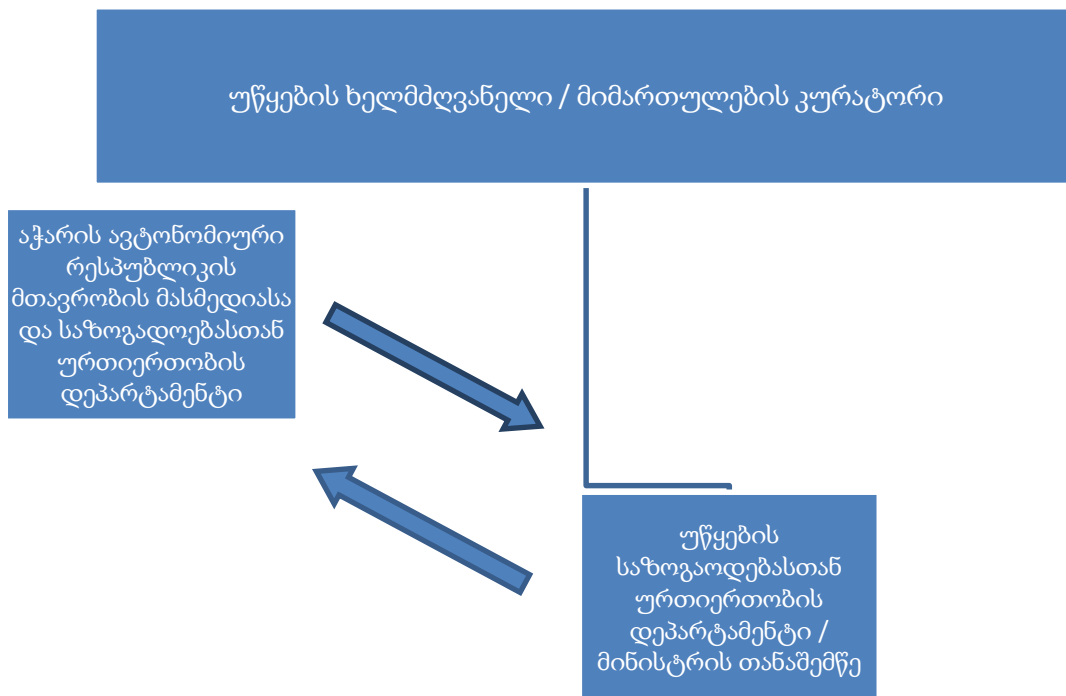 უწყების ხელმძღვანელი / მიმართულების კურატორი
აჭარის ავტონომიური
რესპუბლიკის
მთავრობის მასმედიასა
და საზოგადოებასთან
ურთიერთობის
დეპარტამენტი
უწყების
საზოგაოდებასთან
ურთიერთობის
დეპარტამენტი /
მინისტრის თანაშემწე